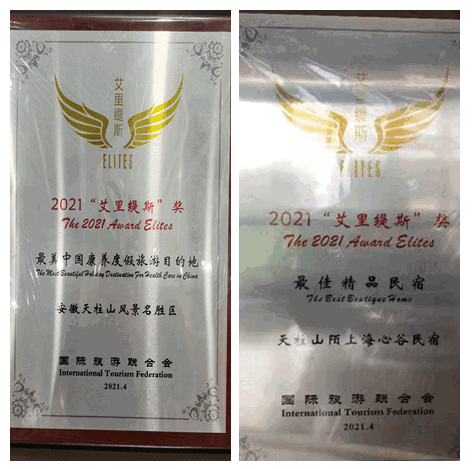 艾里缇斯
ELITES
2021“艾里缇斯”奖
The 2021 Award Elites
最美中国康养度假旅游目的地
The Most Beautiful Holiday Destination For Health Care in China
安徽天柱山风景名胜区
国际旅游联合会
International Tourism Federation
2021.4
艾里缇斯
ELITES
2021“艾里缇斯”奖
The 2021 Award Elites
最佳精品民宿
The Best Boutique Home
天柱山陌上海心谷民宿
国际旅游联合会
International Tourism Federation
2021.4